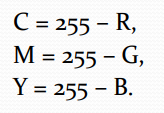 C = 255 – R,
M = 255 – G,
Y = 255 – B.